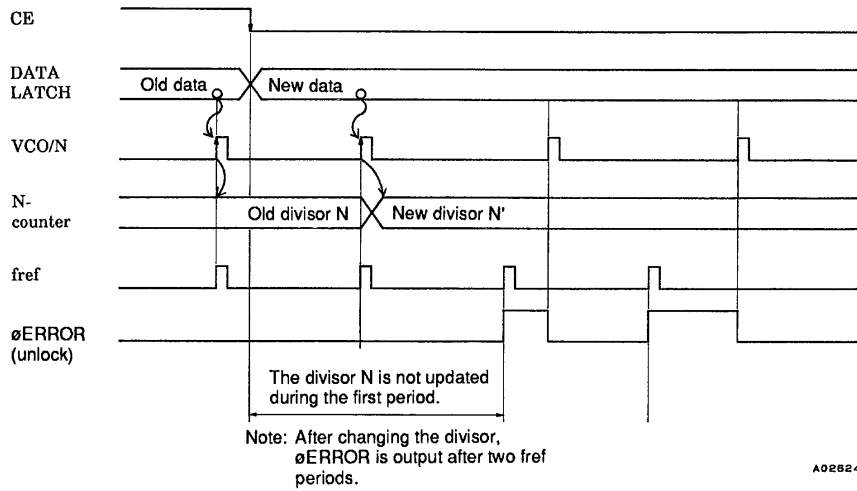 CE
DATA
LATCH
Old data
New data
VCO/N
N-
counter
Old divisor N
New divisor N'
fref
øERROR
(unlock)
The divisor N is not updated
during the first period.
Note: After changing the divisor,
øERROR is output after two fref
periods.
A02624